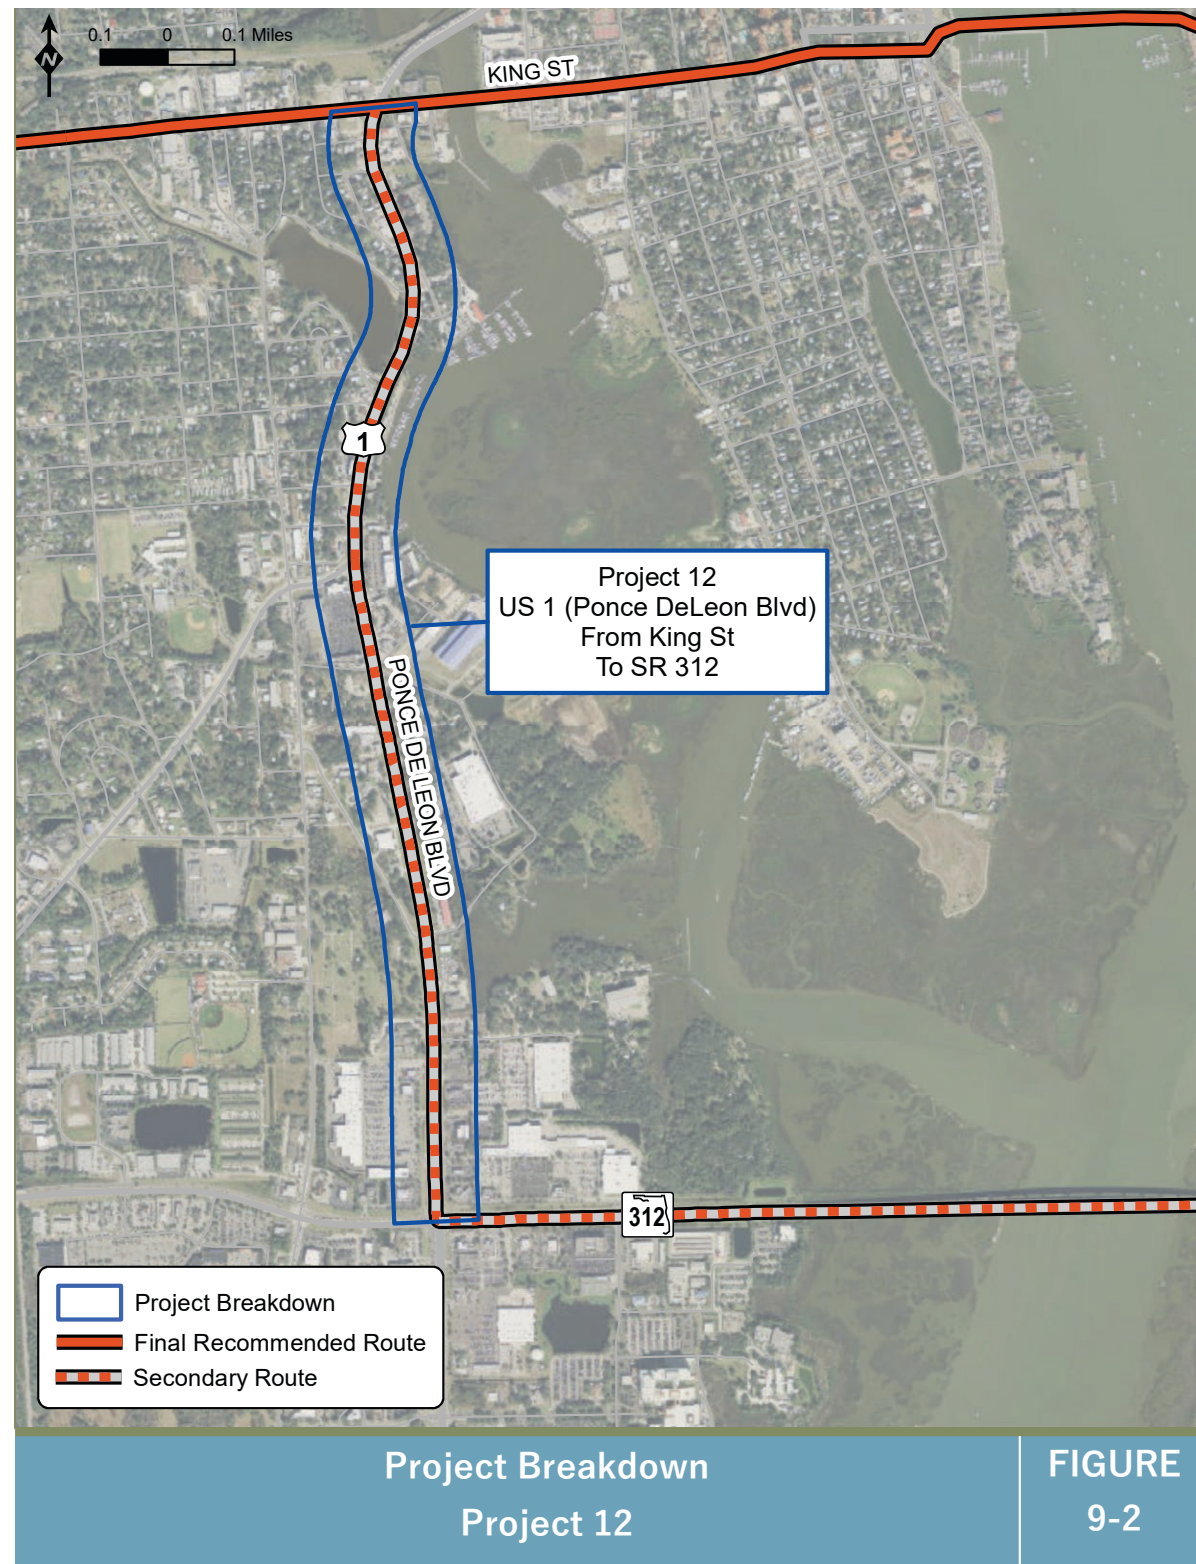 0.1 0 0.1 Miles
N
KING ST
1
Project 12
US 1 (Ponce DeLeon Blvd)
From King St
To SR 312
PONCE DE LEON BLVD
312
Project Breakdown
Final Recommended Route
Secondary Route
Project Breakdown
Project 12
FIGURE
9-2